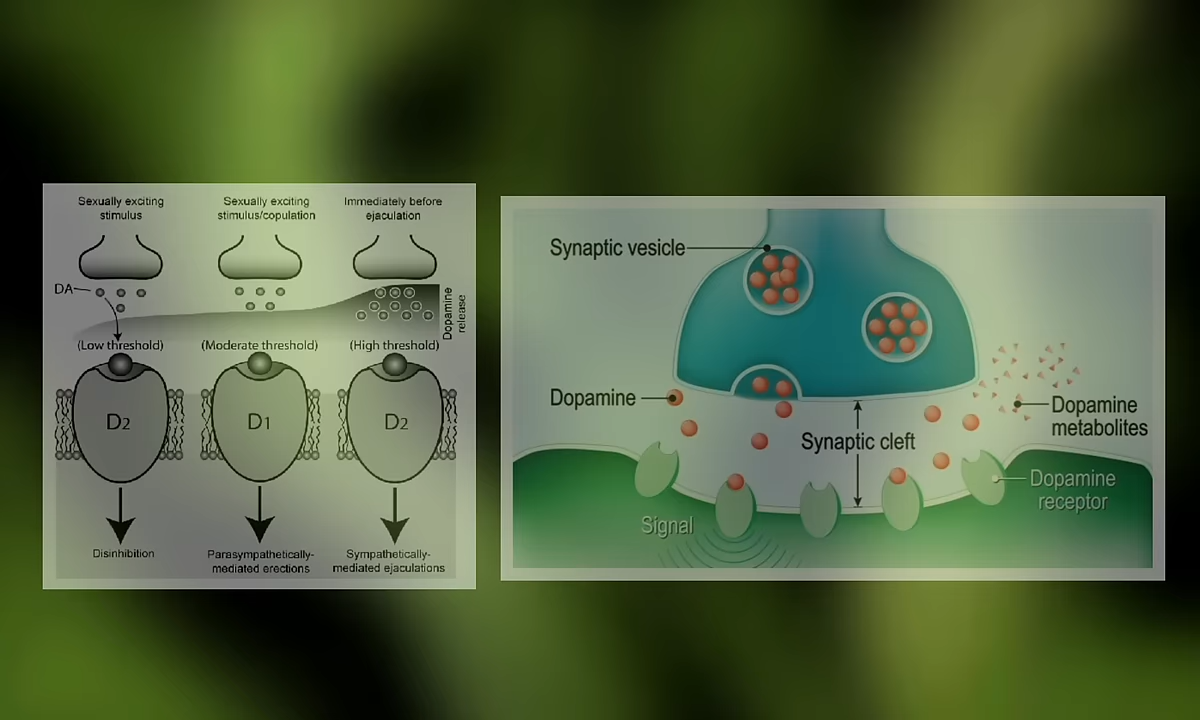 Sexually exciting
stimulus
Sexually exciting
stimulus/copulation
Immediately before
ejaculation
DA
Dopamine
release
(Low threshold)
(Moderate threshold)
(High threshold)
D2
D1
D2
Disinhibition
Parasympathetically-
mediated erections
Sympathetically-
mediated ejaculations
Synaptic vesicle
Dopamine
Synaptic cleft
Dopamine
metabolites
Dopamine
receptor
Signal